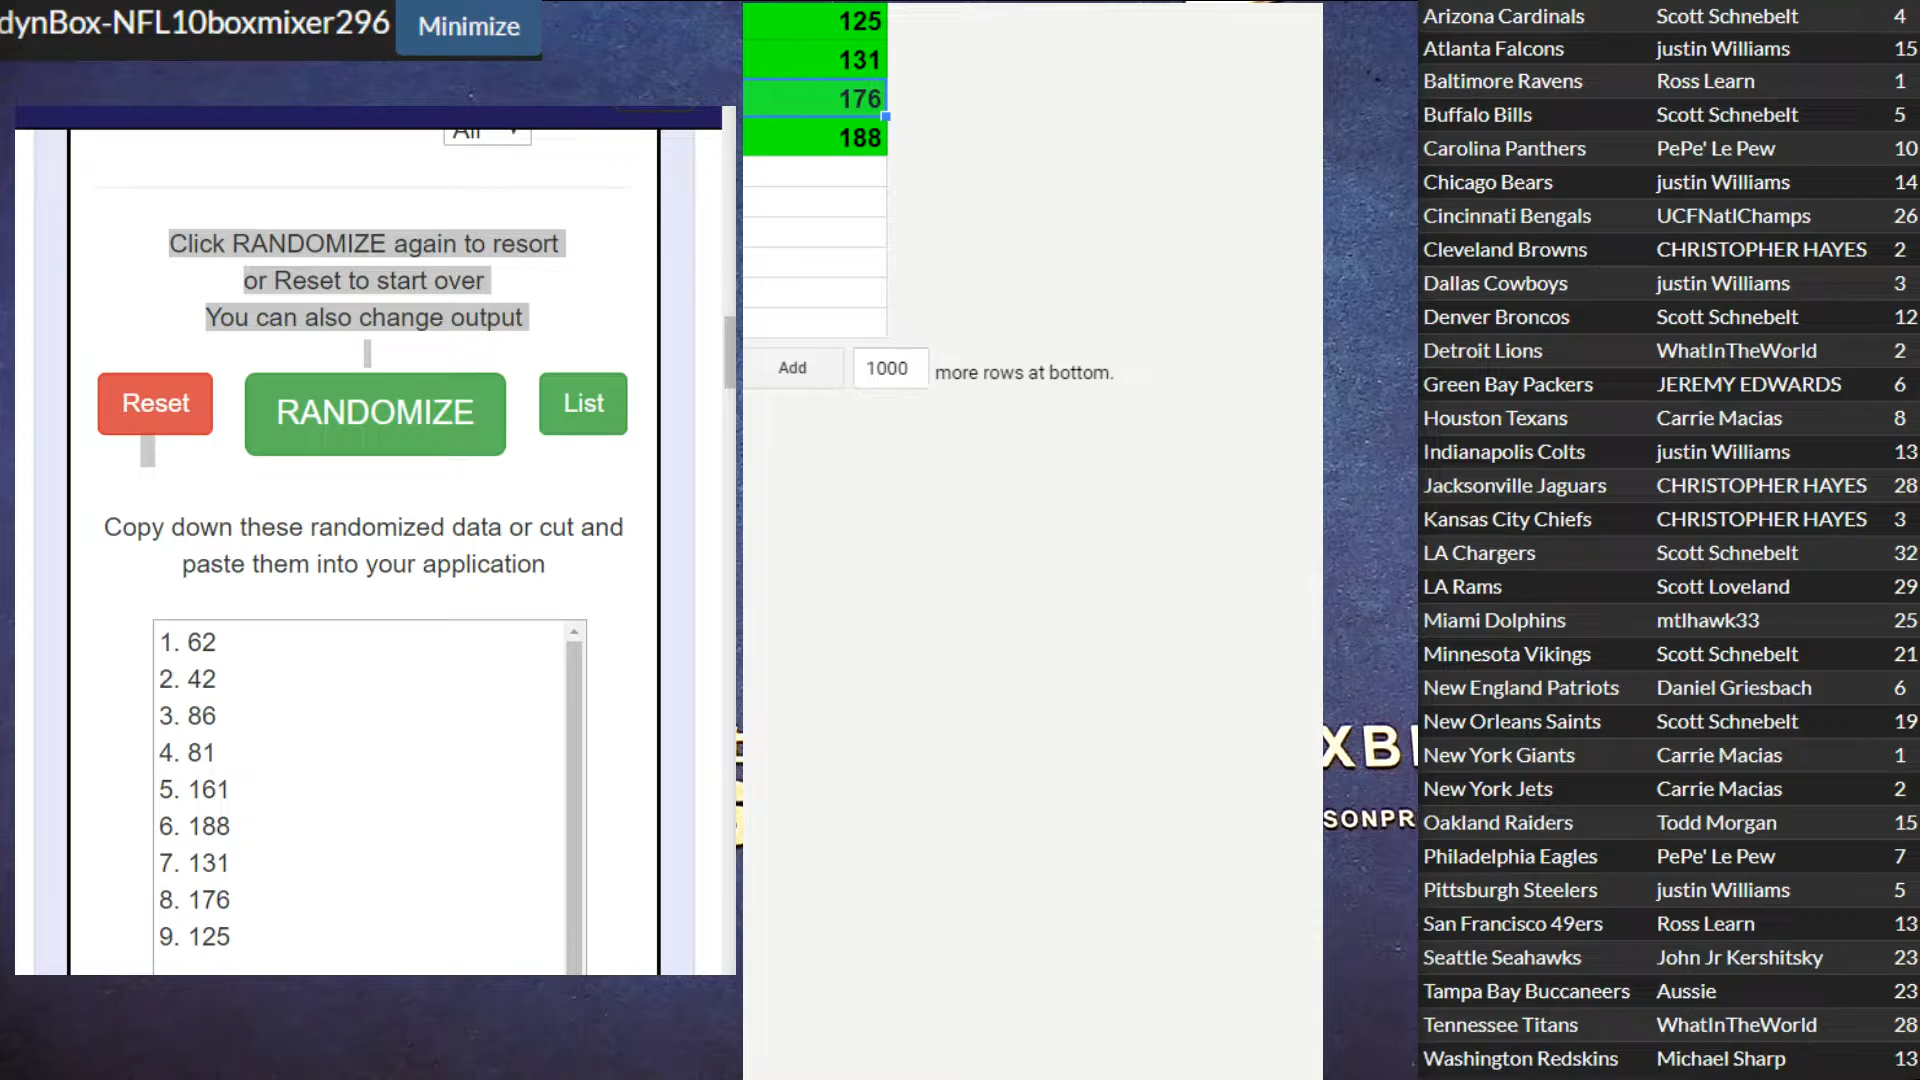 dynBox-NFL10boxmixer296
Minimize
All
Click RANDOMIZE again to resort
or Reset to start over
You can also change output
Reset
RANDOMIZE
List
Copy down these randomized data or cut and
paste them into your application
1. 62
2. 42
3. 86
4. 81
5. 161
6. 188
7. 131
8. 176
9. 125
125
131
176
188
Add 1000 more rows at bottom.
XB
SONPR
Arizona Cardinals Scott Schnebelt 4
Atlanta Falcons justin Williams 15
Baltimore Ravens Ross Learn 1
Buffalo Bills Scott Schnebelt 5
Carolina Panthers PePe' Le Pew 10
Chicago Bears justin Williams 14
Cincinnati Bengals UCFNatlChamps 26
Cleveland Browns CHRISTOPHER HAYES 2
Dallas Cowboys justin Williams 3
Denver Broncos Scott Schnebelt 12
Detroit Lions WhatInTheWorld 2
Green Bay Packers JEREMY EDWARDS 6
Houston Texans Carrie Macias 8
Indianapolis Colts justin Williams 13
Jacksonville Jaguars CHRISTOPHER HAYES 28
Kansas City Chiefs CHRISTOPHER HAYES 3
LA Chargers Scott Schnebelt 32
LA Rams Scott Loveland 29
Miami Dolphins mtlhawk33 25
Minnesota Vikings Scott Schnebelt 21
New England Patriots Daniel Griesbach 6
New Orleans Saints Scott Schnebelt 19
New York Giants Carrie Macias 1
New York Jets Carrie Macias 2
Oakland Raiders Todd Morgan 15
Philadelphia Eagles PePe' Le Pew 7
Pittsburgh Steelers justin Williams 5
San Francisco 49ers Ross Learn 13
Seattle Seahawks John Jr Kershitsky 23
Tampa Bay Buccaneers Aussie 23
Tennessee Titans WhatInTheWorld 28
Washington Redskins Michael Sharp 13